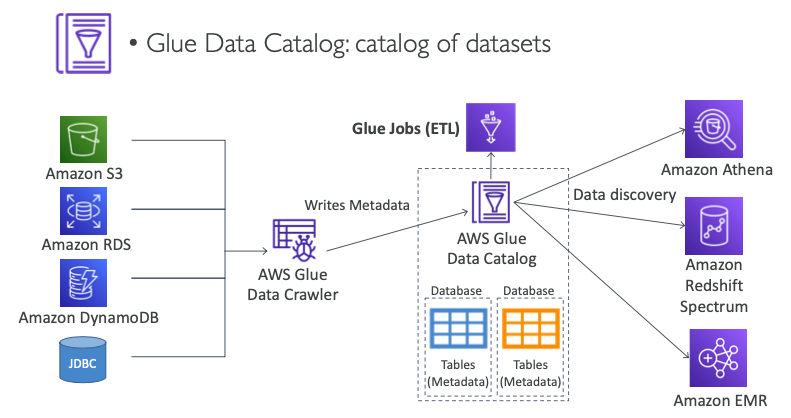 • Glue Data Catalog: catalog of datasets
Glue Jobs (ETL)
Amazon S3
Amazon RDS
Amazon DynamoDB
JDBC
AWS Glue
Data Crawler
Writes Metadata
AWS Glue
Data Catalog
Database
Database
Tables
(Metadata)
Tables
(Metadata)
Data discovery
Amazon Athena
Amazon
Redshift
Spectrum
Amazon EMR